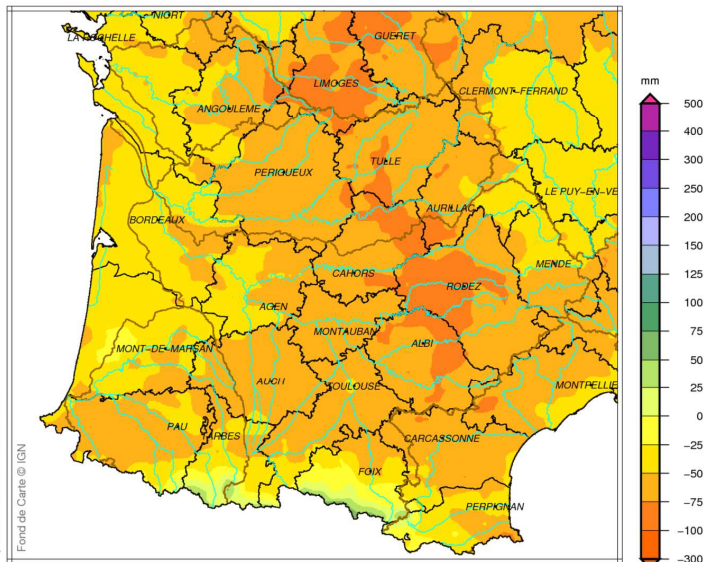 NIORT
LA ROCHELLE
GUERET
LIMOGES
CLERMONT-FERRAND
ANGOULEME
TULLE
PERIGUEUX
LE PUY-EN-VE
AURILLAC
BORDEAUX
MENDE
CAHORS
RODEZ
AGEN
MONTAUBAN
ALBI
MONT-DE-MARSAN
AUCH
TOULOUSE
MONTPELLIE
PAU
TARBES
CARCASSONNE
FOIX
PERPIGNAN
Fond de Carte © IGN
mm
500
400
300
250
200
150
125
100
75
50
25
0
-25
-50
-75
-100
-300